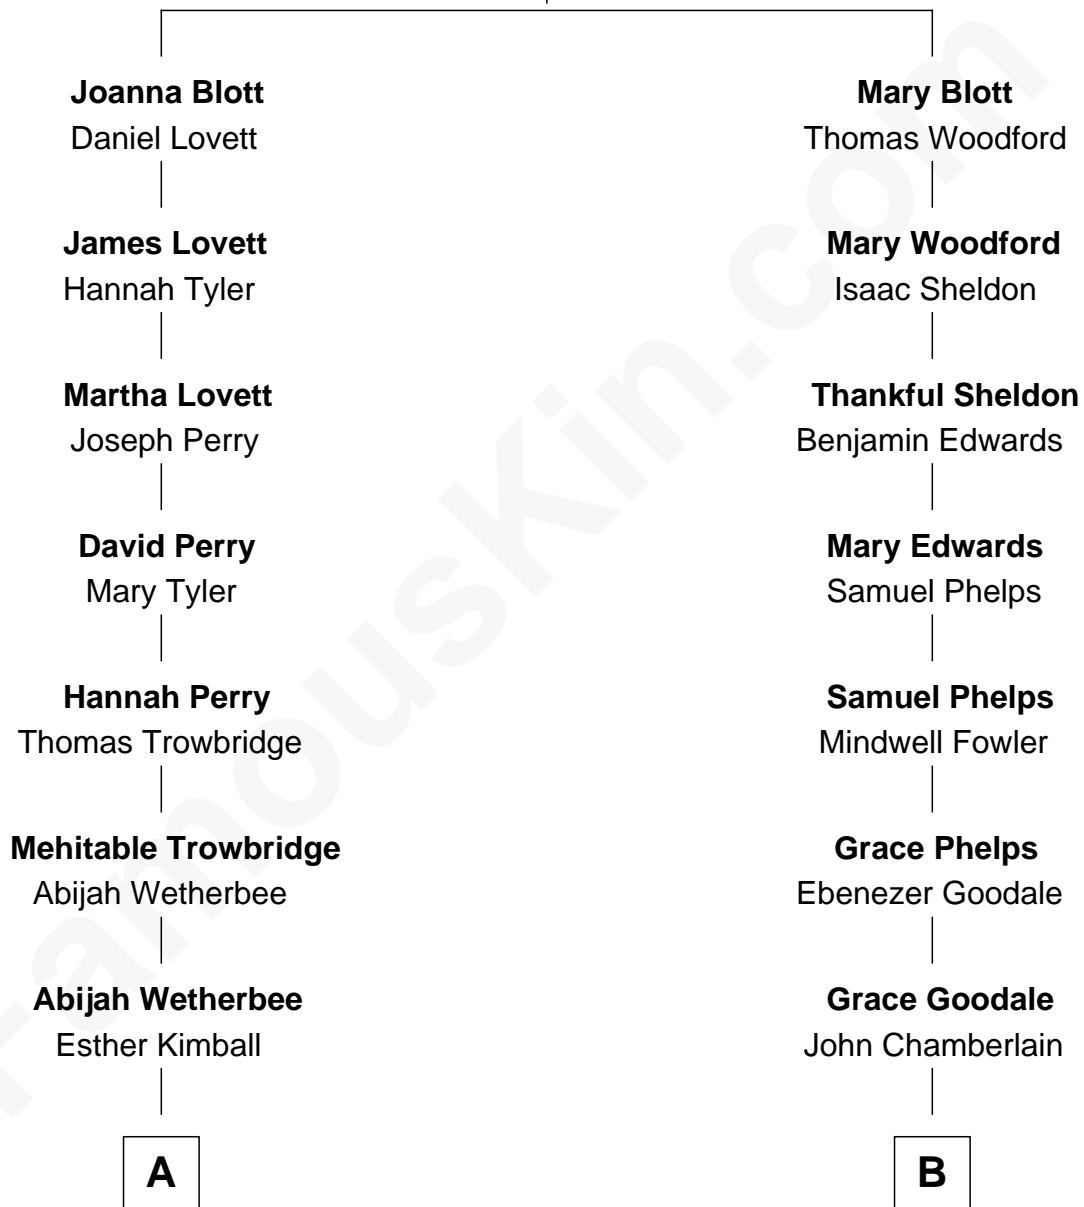 Joanna Blott
Daniel Lovett
James Lovett
Hannah Tyler
Martha Lovett
Joseph Perry
David Perry
Mary Tyler
Hannah Perry
Thomas Trowbridge
Mehitable Trowbridge
Abijah Wetherbee
Abijah Wetherbee
Esther Kimball
A
Mary Blott
Thomas Woodford
Mary Woodford
Isaac Sheldon
Thankful Sheldon
Benjamin Edwards
Mary Edwards
Samuel Phelps
Samuel Phelps
Mindwell Fowler
Grace Phelps
Ebenezer Goodale
Grace Goodale
John Chamberlain
B
FamousKin.com